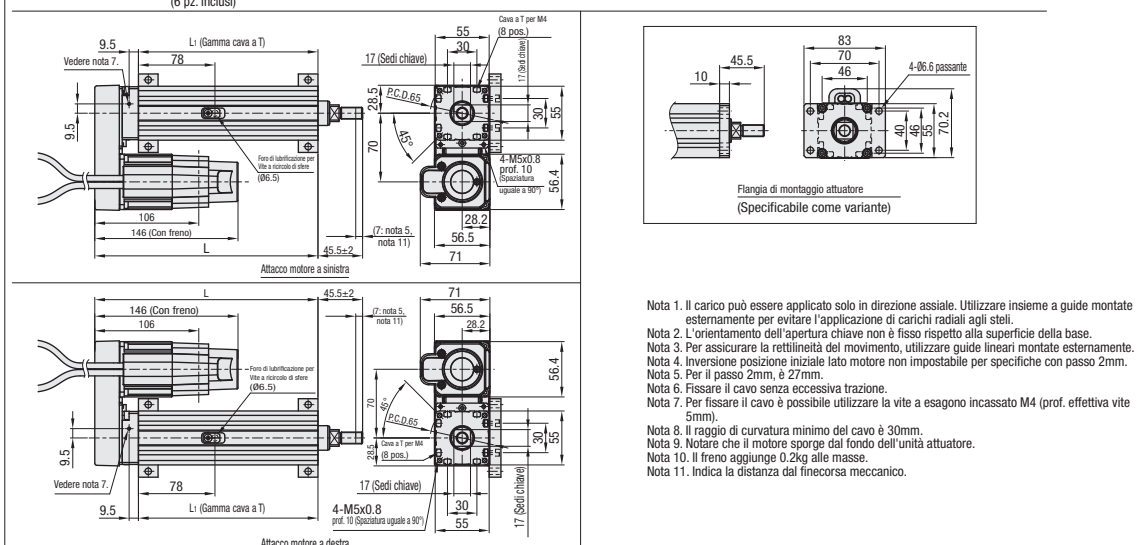 (6 pz. inclusi)
9.5
L1 (Gamma cava a T)
78
Vedere nota 7.
9.5
Foro di lubrificazione per
Vite a ricircolo di sfere
(Ø6.5)
106
146 (Con freno)
L
45.5±2
(7: nota 5,
nota 11)
Attacco motore a sinistra
55
30
Cava a T per M4
(8 pos.)
17 (Sedi chiave)
17 (Sedi chiave)
P.C.D.65
28.5
45°
70
30
55
4-M5x0.8
prof. 10
(Spaziatura
uguale a 90°)
56.4
28.2
56.5
71
L
45.5±2
146 (Con freno)
106
(7: nota 5,
nota 11)
Foro di lubrificazione per
Vite a ricircolo di sfere
(Ø6.5)
9.5
Vedere nota 7.
78
9.5
L1 (Gamma cava a T)
Attacco motore a destra
71
56.5
28.2
56.4
70
45°
P.C.D.65
Cava a T per M4
(8 pos.)
28.5
30
55
17 (Sedi chiave)
17 (Sedi chiave)
4-M5x0.8
prof. 10 (Spaziatura uguale a 90°)
30
55
45.5
10
83
70
46
4-Ø6.6 passante
40
46
55
70.2
Flangia di montaggio attuatore
(Specificabile come variante)
Nota 1. Il carico può essere applicato solo in direzione assiale. Utilizzare insieme a guide montate
esternamente per evitare l'applicazione di carichi radiali agli steli.
Nota 2. L'orientamento dell'apertura chiave non è fisso rispetto alla superficie della base.
Nota 3. Per assicurare la rettilineità del movimento, utilizzare guide lineari montate esternamente.
Nota 4. Inversione posizione iniziale lato motore non impostabile per specifiche con passo 2mm.
Nota 5. Per il passo 2mm, è 27mm.
Nota 6. Fissare il cavo senza eccessiva trazione.
Nota 7. Per fissare il cavo è possibile utilizzare la vite a esagono incassato M4 (prof. effettiva vite
5mm).
Nota 8. Il raggio di curvatura minimo del cavo è 30mm.
Nota 9. Notare che il motore sporge dal fondo dell'unità attuatore.
Nota 10. Il freno aggiunge 0.2kg alle masse.
Nota 11. Indica la distanza dal finecorsa meccanico.